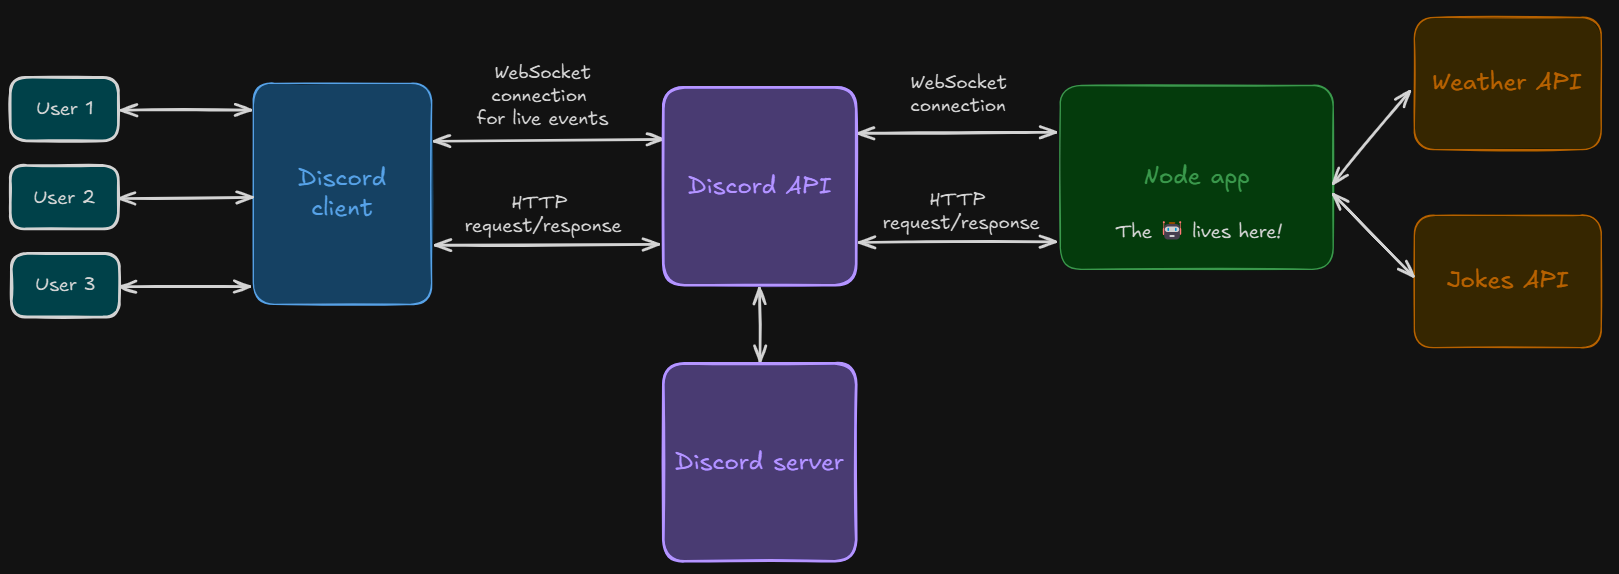 User 1
User 2
User 3
Discord
client
WebSocket
connection
for live events
HTTP
request/response
Discord API
Discord server
WebSocket
connection
HTTP
request/response
Node app
The 🤖 lives here!
Weather API
Jokes API